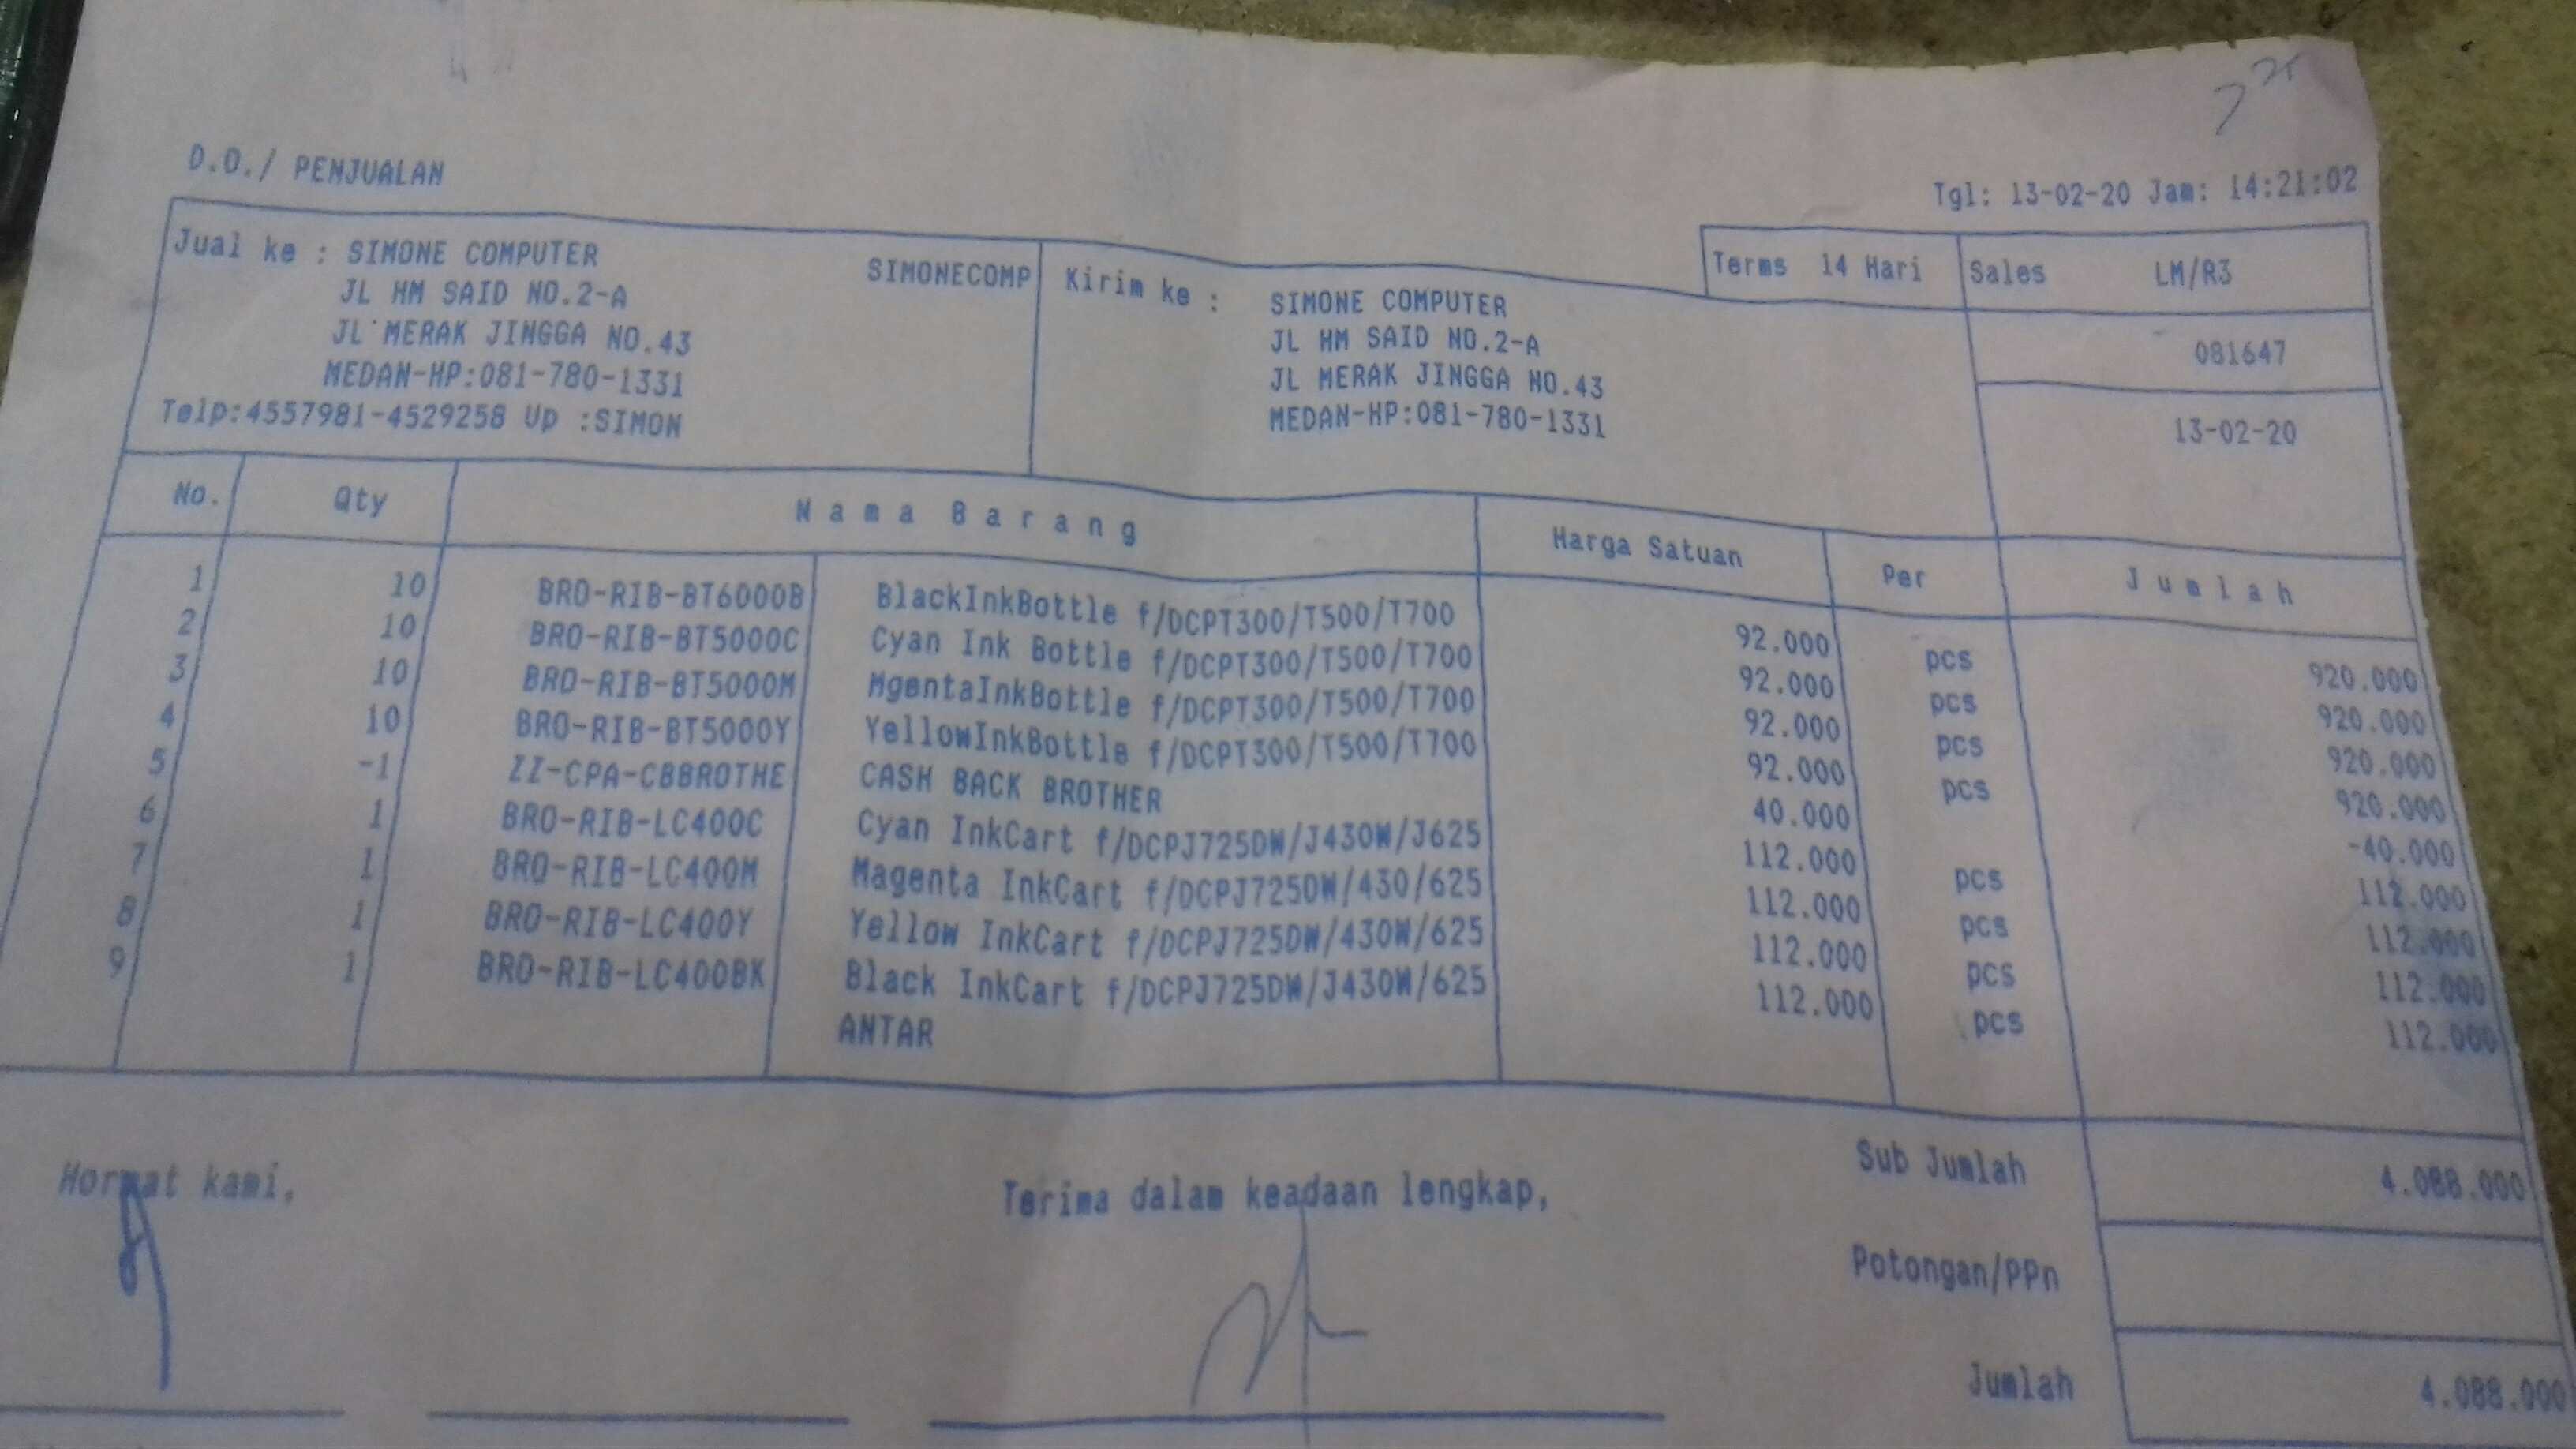 D.O./ PENJUALAN
Tgl: 13-02-20 Jam: 14:21:02
Jual ke : SIMONE COMPUTER SIMONECOMP
JL HM SAID NO.2-A
JL MERAK JINGGA NO.43
MEDAN-HP:081-780-1331
Telp:4557981-4529258 Up :SIMON
Kirim ke : SIMONE COMPUTER
JL HM SAID NO.2-A
JL MERAK JINGGA NO.43
MEDAN-HP:081-780-1331
Terms 14 Hari Sales LM/R3
081647
13-02-20
No. Qty Nama Barang Harga Satuan Per Jumlah
1 10 BRO-RIB-BT6000B BlackInkBottle f/DCPT300/T500/T700 92.000 pcs 920.000
2 10 BRO-RIB-BT5000C Cyan Ink Bottle f/DCPT300/T500/T700 92.000 pcs 920.000
3 10 BRO-RIB-BT5000M MgentaInkBottle f/DCPT300/T500/T700 92.000 pcs 920.000
4 10 BRO-RIB-BT5000Y YellowInkBottle f/DCPT300/T500/T700 92.000 pcs 920.000
5 -1 ZZ-CPA-CBBROTHE CASH BACK BROTHER 40.000 -40.000
6 1 BRO-RIB-LC400C Cyan InkCart f/DCPJ725DW/J430W/J625 112.000 pcs 112.000
7 1 BRO-RIB-LC400M Magenta InkCart f/DCPJ725DW/430/625 112.000 pcs 112.000
8 1 BRO-RIB-LC400Y Yellow InkCart f/DCPJ725DW/430W/625 112.000 pcs 112.000
9 1 BRO-RIB-LC400BK Black InkCart f/DCPJ725DW/J430W/625 112.000 pcs 112.000
ANTAR
Hormat kami,
Terima dalam keadaan lengkap,
Sub Jumlah 4.088.000
Potongan/PPn
Jumlah 4.088.000